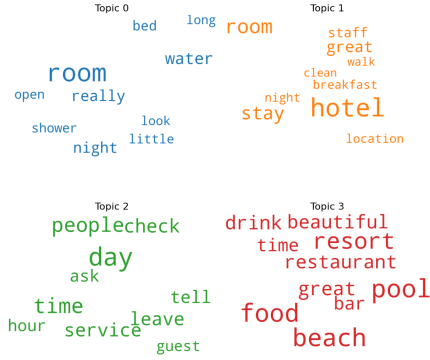 Topic 0
long
bed
water
room
open
really
look
shower
little
night
Topic 1
room
staff
great
walk
clean
breakfast
night
hotel
stay
location
Topic 2
people
check
day
ask
tell
time
leave
hour
service
guest
Topic 3
drink
beautiful
time
resort
restaurant
great
pool
bar
food
beach